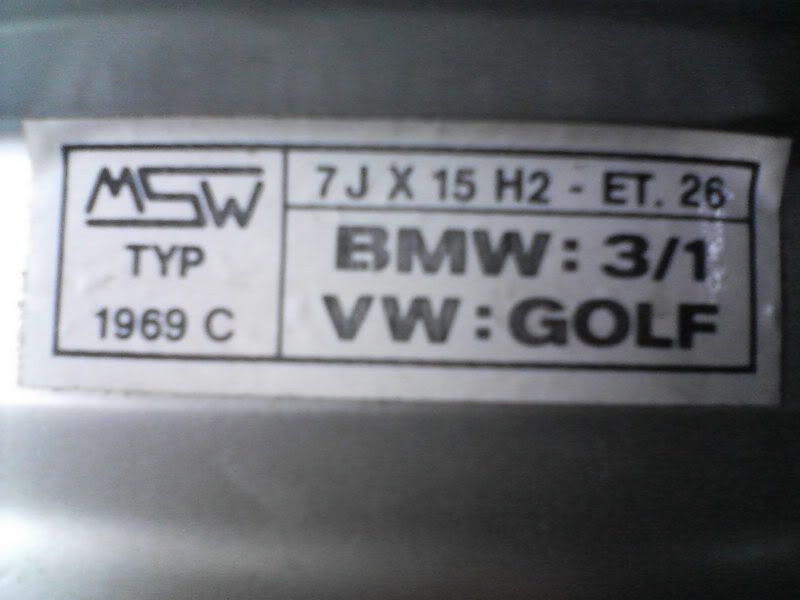 MSW
TYP
1969 C
7 J X 15 H2 - ET. 26
BMW: 3/1
VW: GOLF